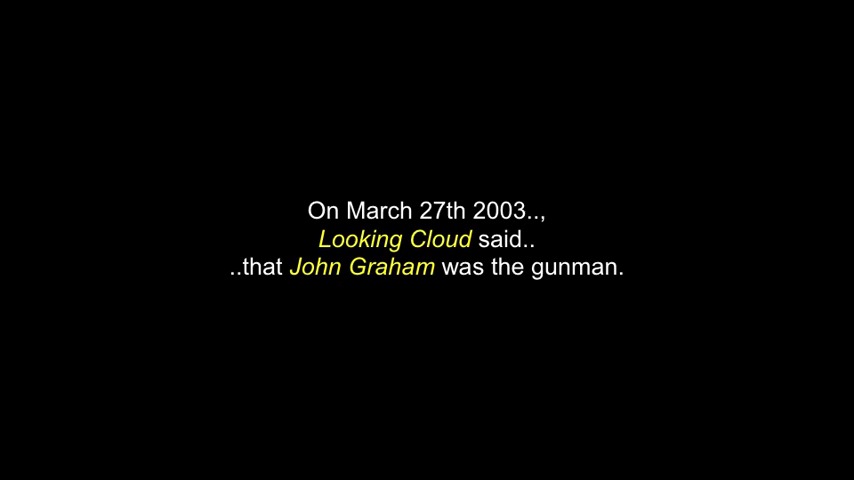 On March 27th 2003..,
Looking Cloud said..
..that John Graham was the gunman.